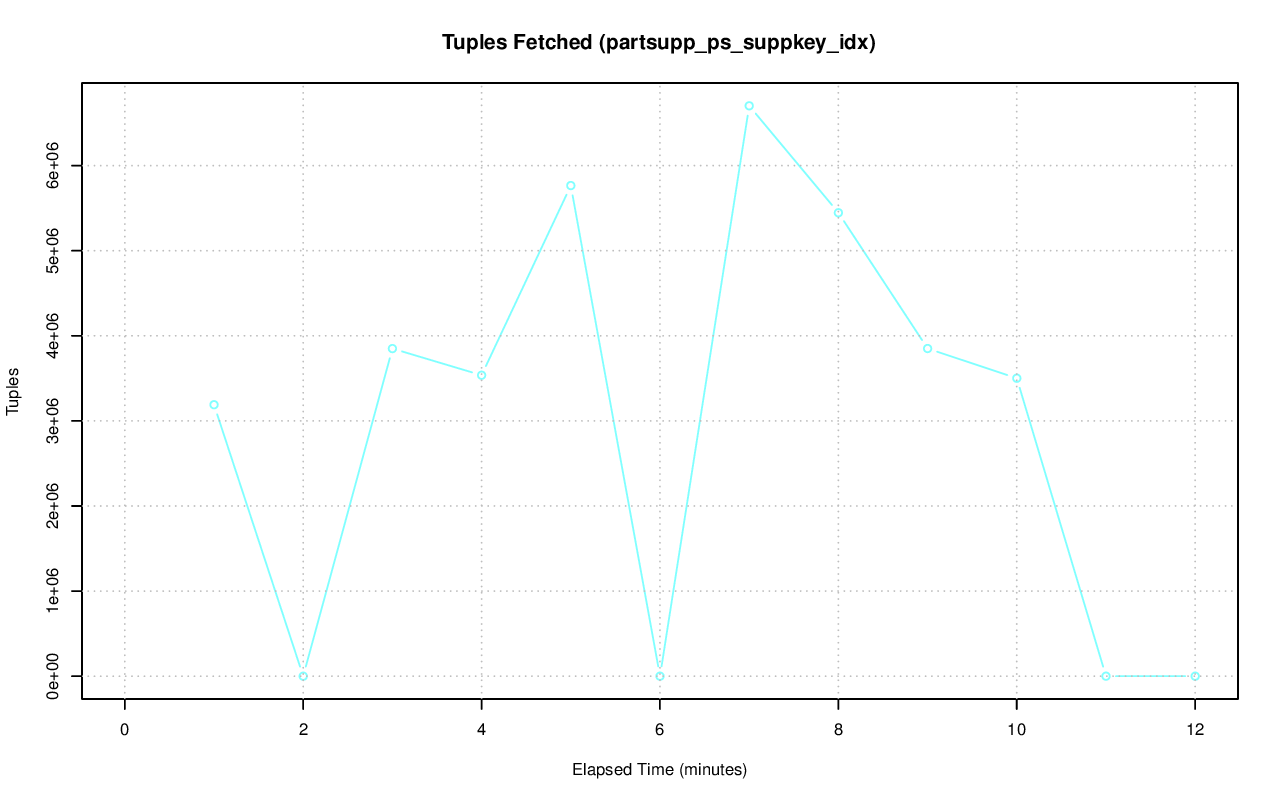 Tuples Fetched (partsupp_ps_suppkey_idx)
6e+06
5e+06
4e+06
3e+06
2e+06
1e+06
0e+00
Tuples
0 2 4 6 8 10 12
Elapsed Time (minutes)